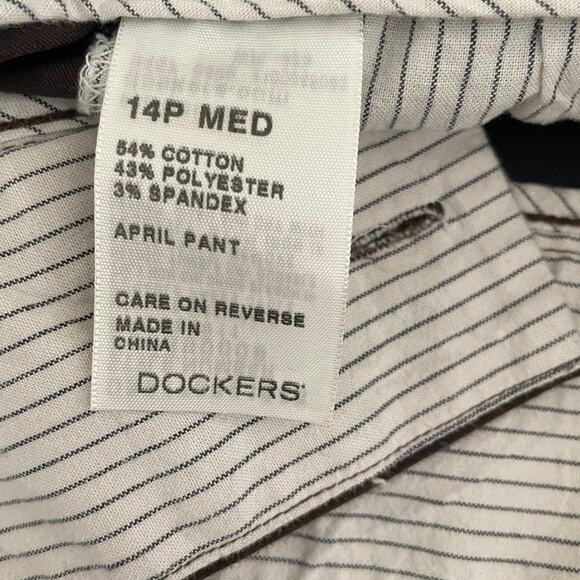 14P MED
54% COTTON
43% POLYESTER
3% SPANDEX
APRIL PANT
CARE ON REVERSE
MADE IN
CHINA
DOCKERS